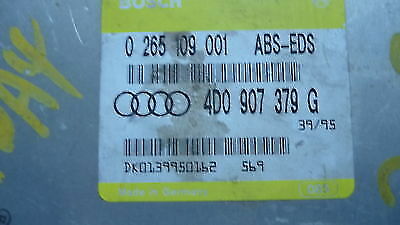 BOSCH
0 265 109 001 ABS-EDS
4D0 907 379 G
39/95
DK0139950162 569
Made in Germany